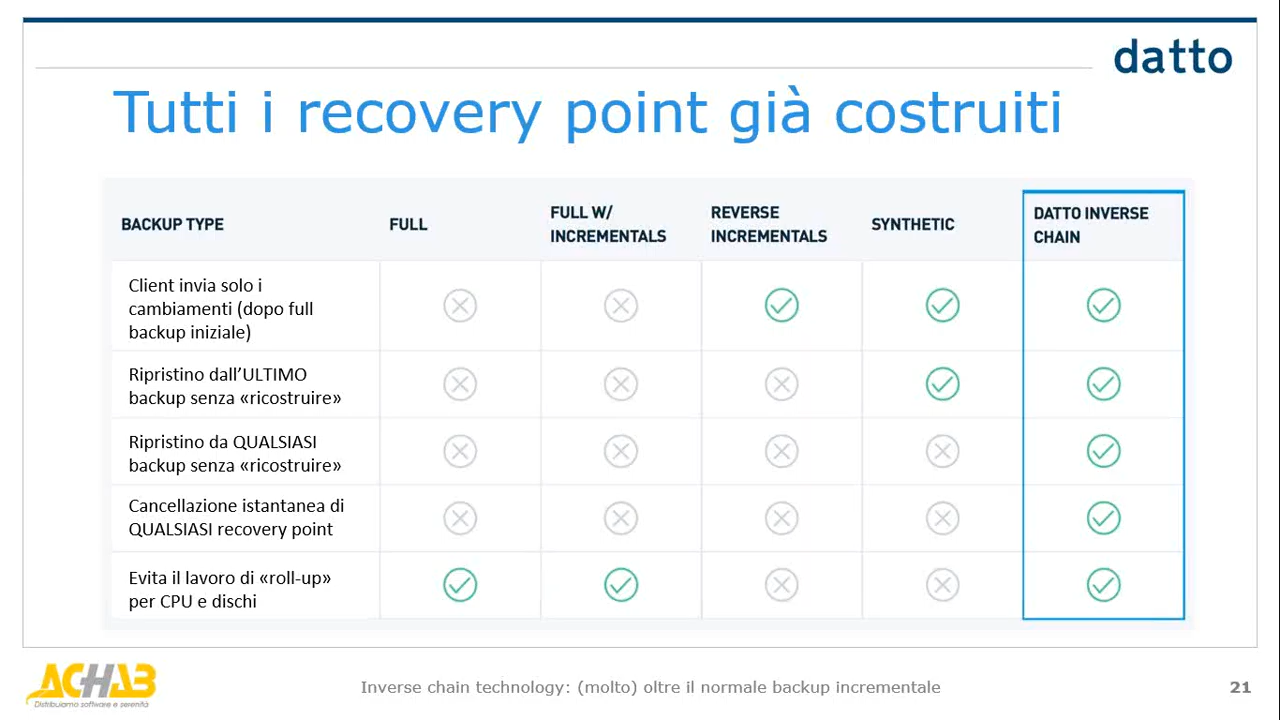 datto
Tutti i recovery point già costruiti
BACKUP TYPE
FULL
FULL W/
INCREMENTALS
REVERSE
INCREMENTALS
SYNTHETIC
DATTO INVERSE
CHAIN
Client invia solo i
cambiamenti (dopo full
backup iniziale)
Ripristino dall’ULTIMO
backup senza «ricostruire»
Ripristino da QUALSIASI
backup senza «ricostruire»
Cancellazione istantanea di
QUALSIASI recovery point
Evita il lavoro di «roll-up»
per CPU e dischi
ACHAB
Distribuiamo software e serenità
Inverse chain technology: (molto) oltre il normale backup incrementale
21